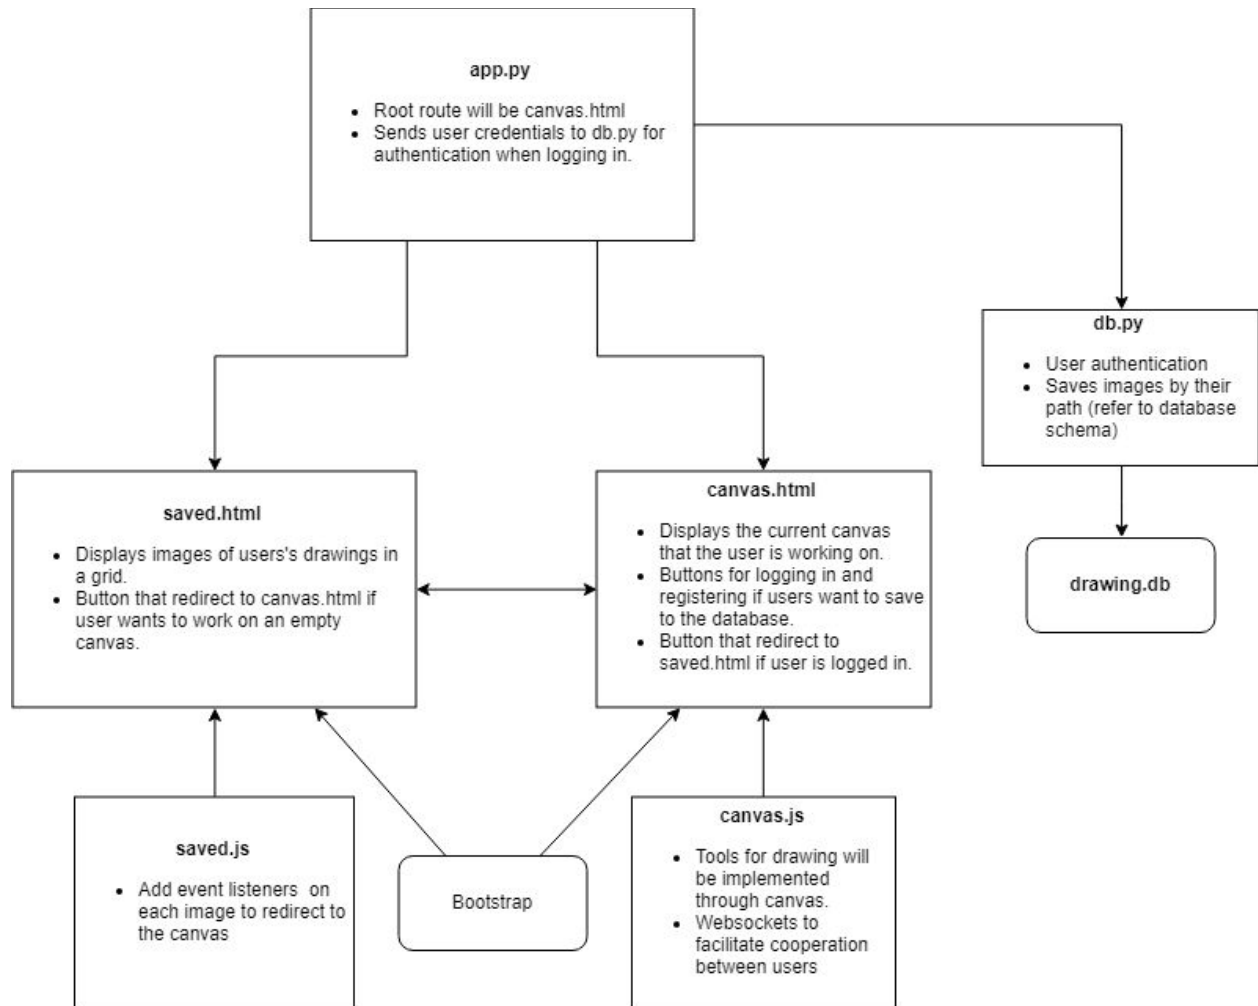 app.py
• Root route will be canvas.html
• Sends user credentials to db.py for
authentication when logging in.
db.py
• User authentication
• Saves images by their
path (refer to database
schema)
saved.html
• Displays images of users's drawings in
a grid.
• Button that redirect to canvas.html if
user wants to work on an empty
canvas.
canvas.html
• Displays the current canvas
that the user is working on.
• Buttons for logging in and
registering if users want to save
to the database.
• Button that redirect to
saved.html if user is logged in.
drawing.db
saved.js
• Add event listeners on
each image to redirect to
the canvas
Bootstrap
canvas.js
• Tools for drawing will
be implemented
through canvas.
• Websockets to
facilitate cooperation
between users